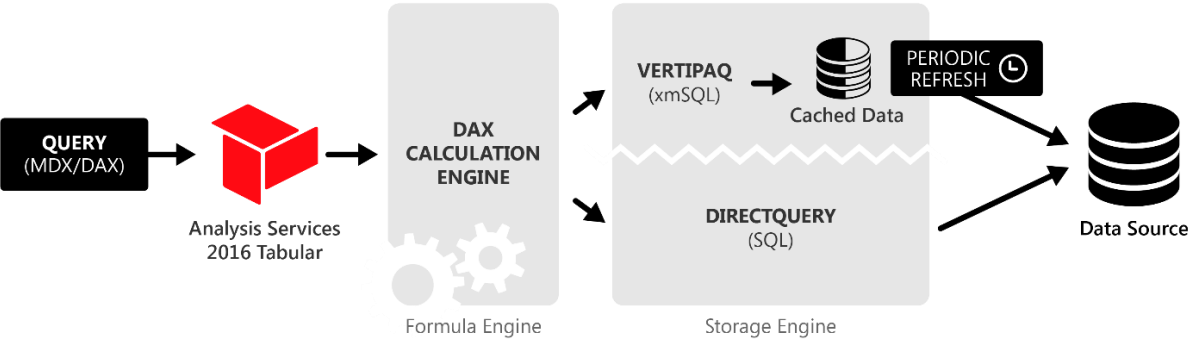 QUERY
(MDX/DAX)
Analysis Services
2016 Tabular
DAX
CALCULATION
ENGINE
Formula Engine
VERTIPAQ
(xmSQL)
Cached Data
PERIODIC
REFRESH
DIRECTQUERY
(SQL)
Storage Engine
Data Source